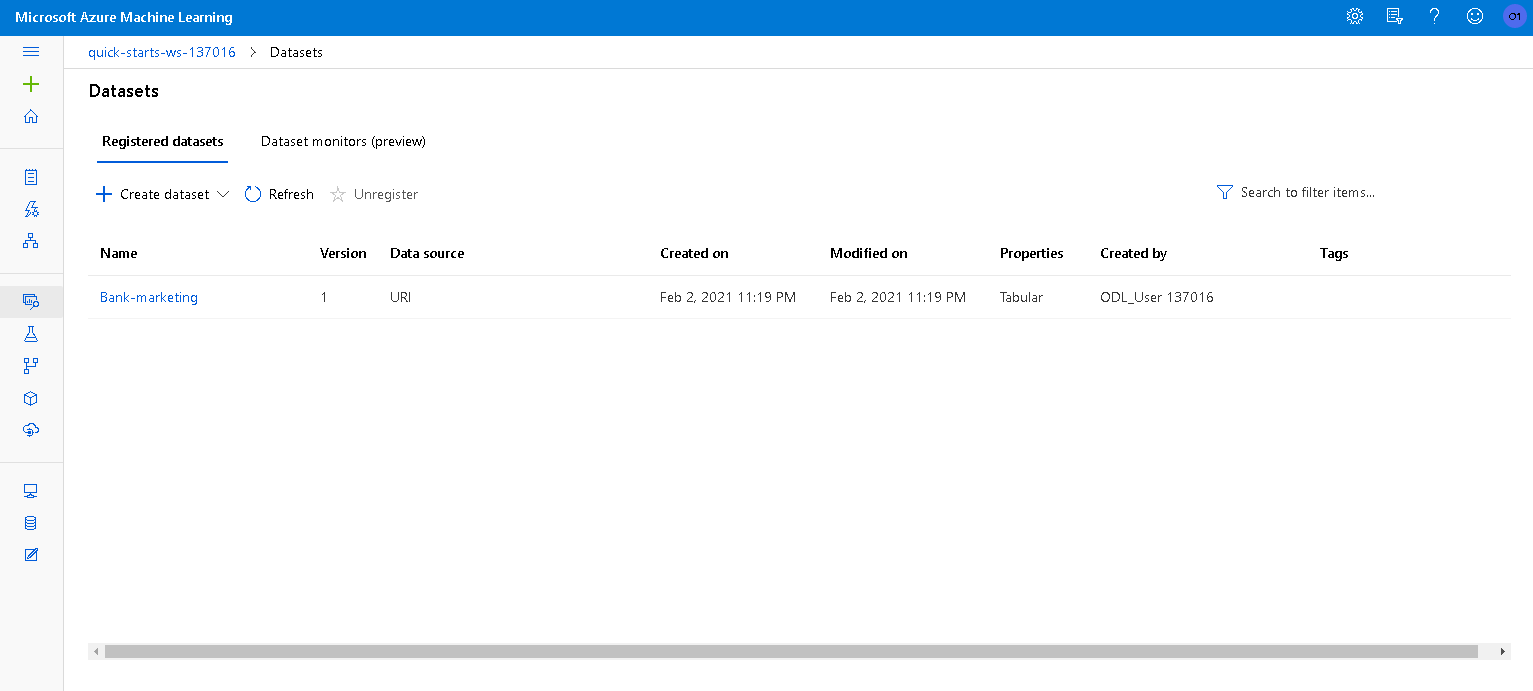 Microsoft Azure Machine Learning
O1
quick-starts-ws-137016 > Datasets
Datasets
Registered datasets Dataset monitors (preview)
Create dataset Refresh Unregister Search to filter items...
Name Version Data source Created on Modified on Properties Created by Tags
Bank-marketing 1 URI Feb 2, 2021 11:19 PM Feb 2, 2021 11:19 PM Tabular ODL_User 137016